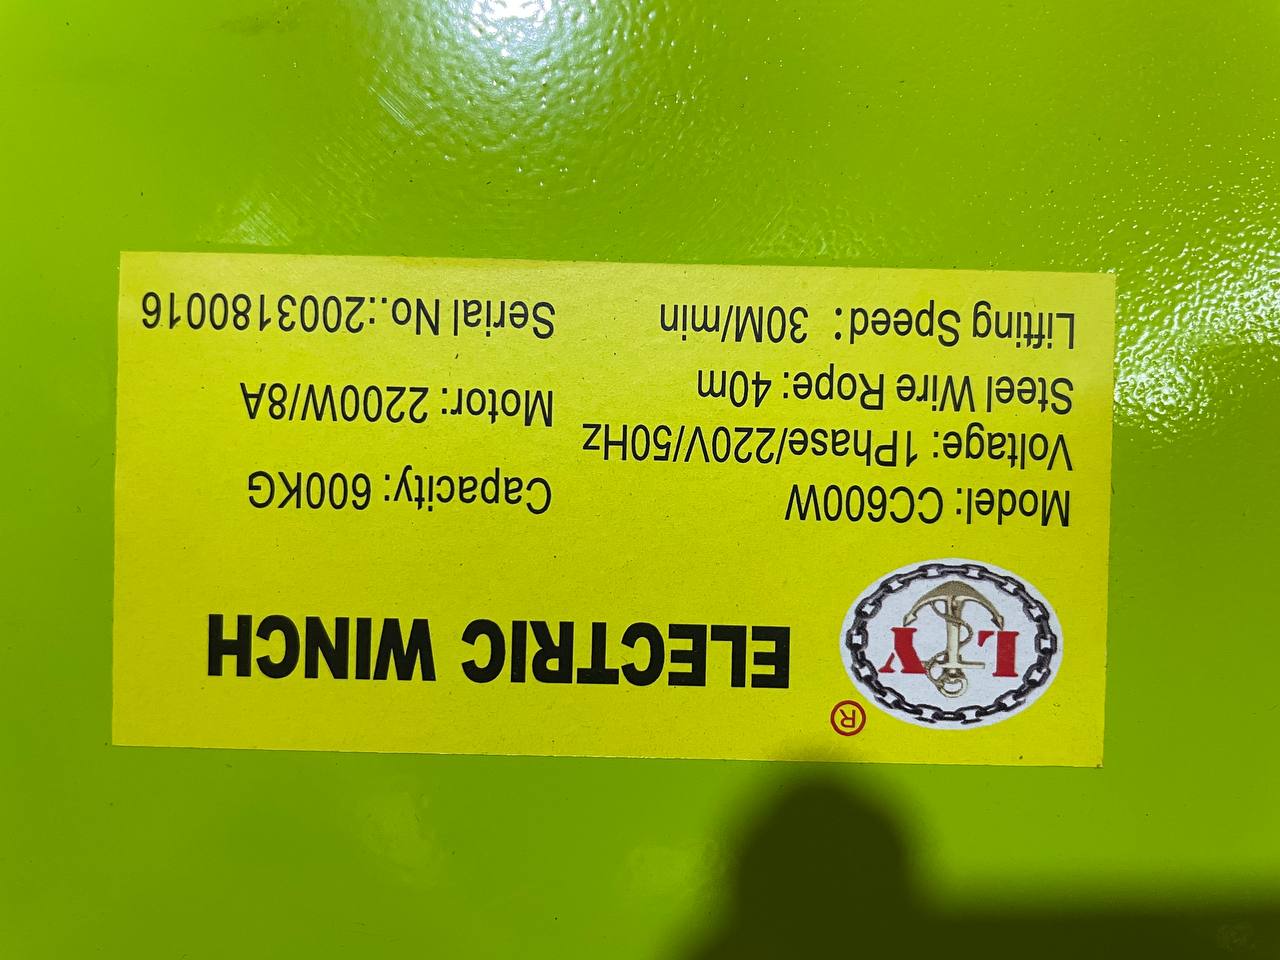 LY ®
ELECTRIC WINCH
Model: CC600W Capacity: 600KG
Voltage: 1Phase/220V/50Hz
Steel Wire Rope: 40m Motor: 2200W/8A
Lifting Speed: 30M/min Serial No.:2003180016